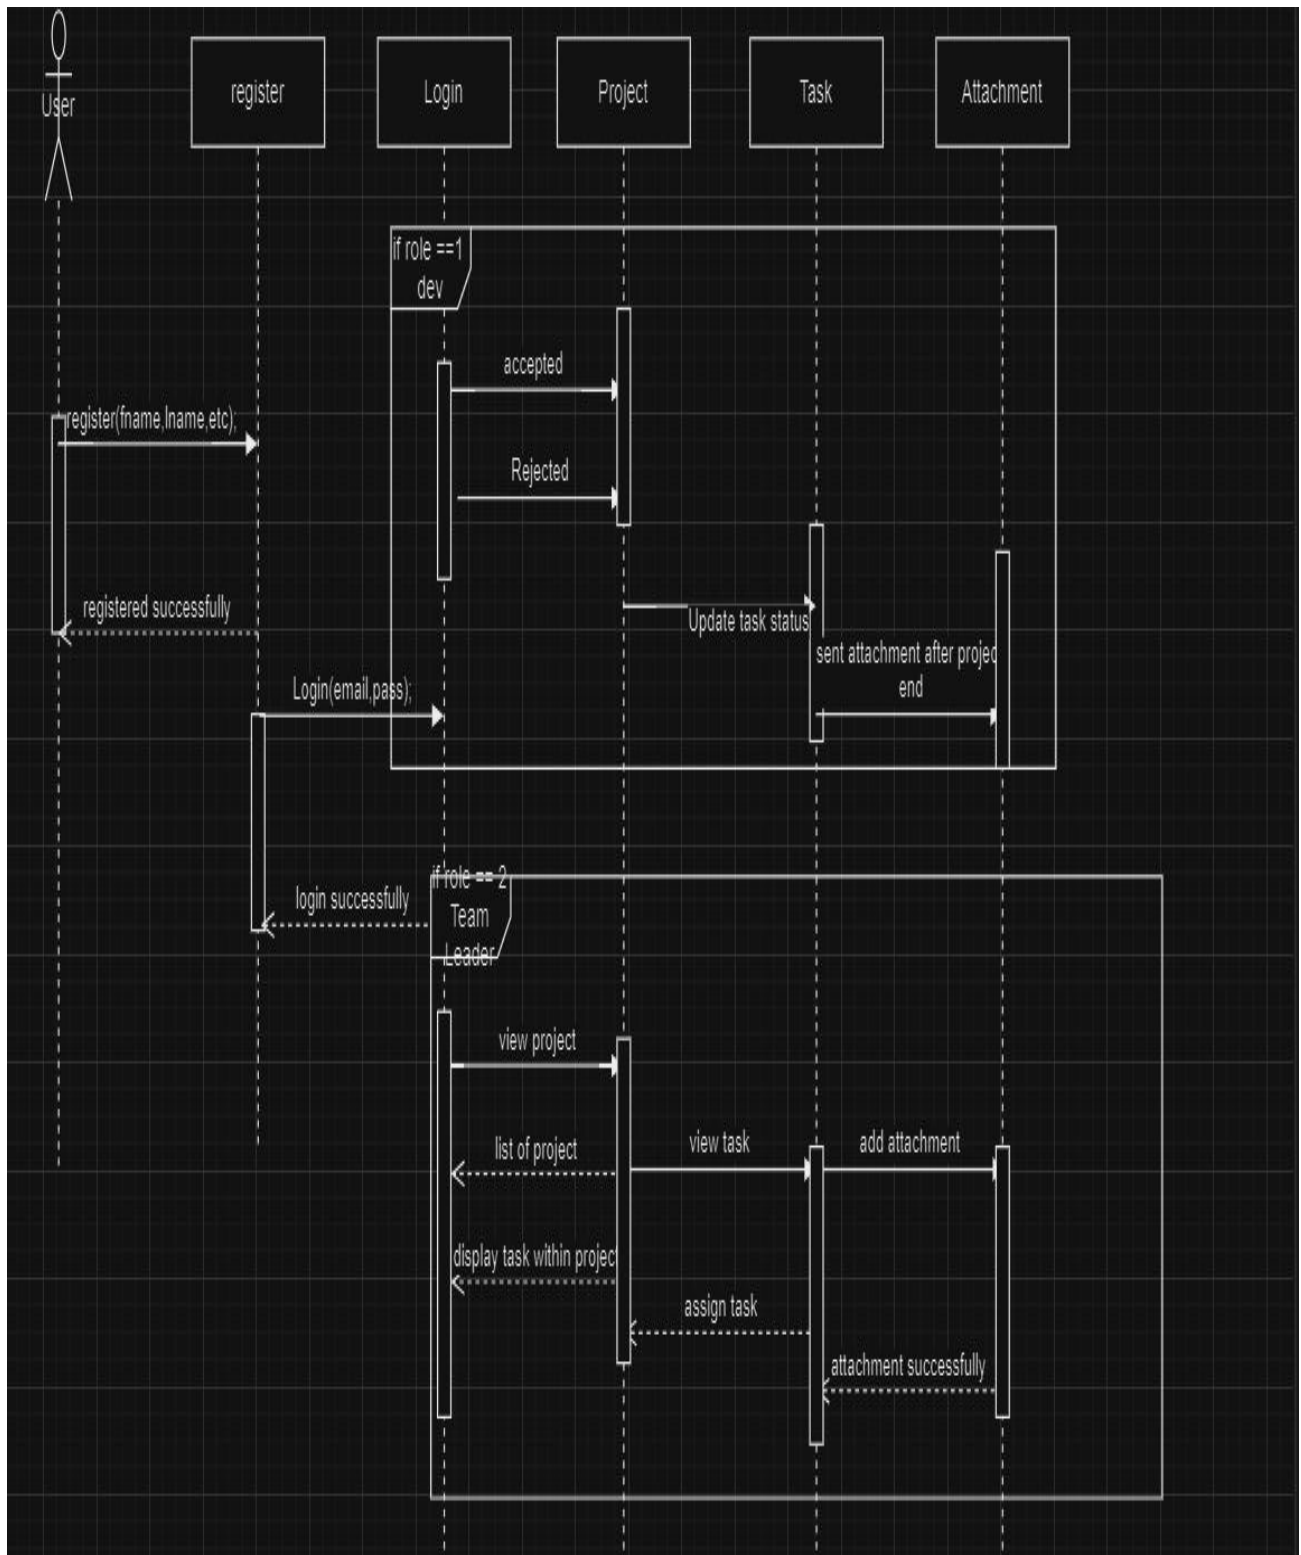 User
register
Login
Project
Task
Attachment
if role ==1
dev
accepted
register(fname,lname,etc);
Rejected
registered successfully
Update task status
sent attachment after projec
end
Login(email,pass);
if role == 2
Team
Leader
login successfully
view project
list of project
view task
add attachment
display task within project
assign task
attachment successfully